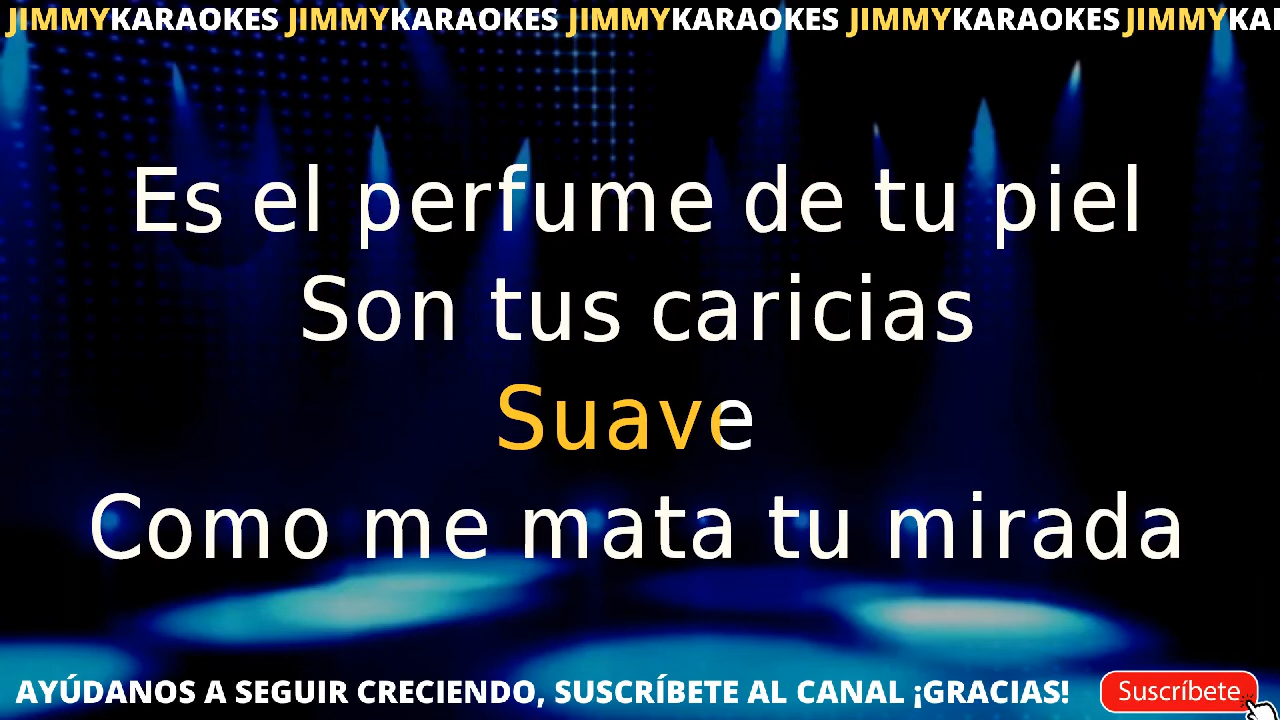 JIMMYKARAOKES JIMMYKARAOKES JIMMYKARAOKES JIMMYKARAOKES JIMMYKA
Es el perfume de tu piel
Son tus caricias
Suave
Como me mata tu mirada
AYÚDANOS A SEGUIR CRECIENDO, SUSCRÍBETE AL CANAL ¡GRACIAS! Suscríbete